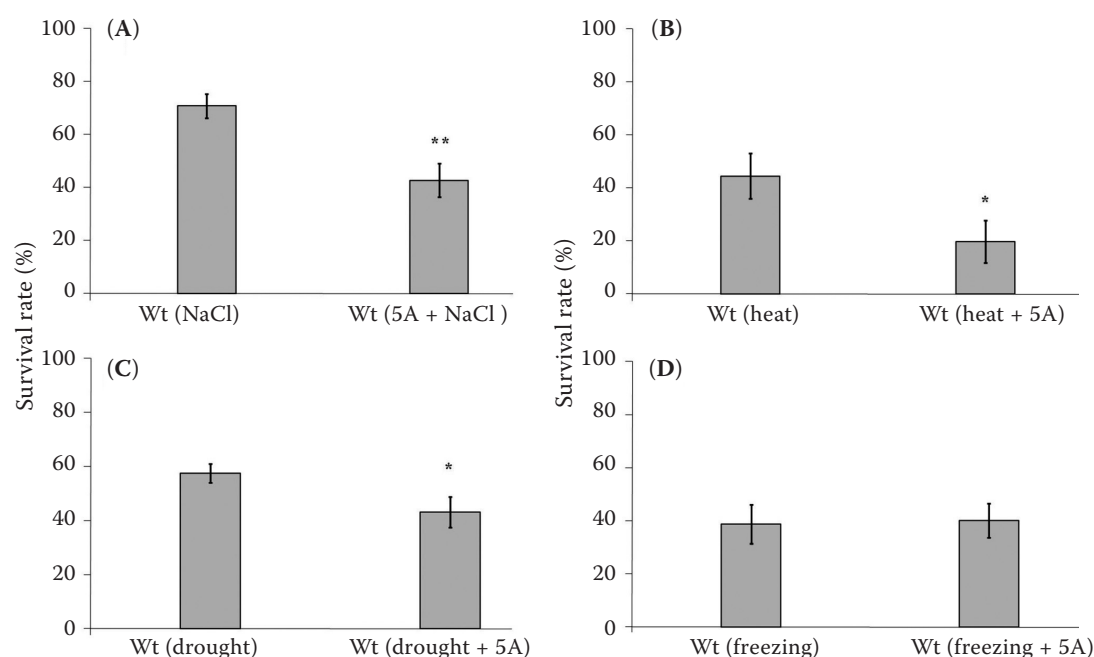 (A)
100
80
60
40
20
0
**
Wt (NaCl)
Wt (5A + NaCl )
(B)
100
80
60
40
20
0
*
Wt (heat)
Wt (heat + 5A)
Survival rate (%)
Survival rate (%)
(C)
100
80
60
40
20
0
*
Wt (drought)
Wt (drought + 5A)
(D)
100
80
60
40
20
0
Wt (freezing)
Wt (freezing + 5A)